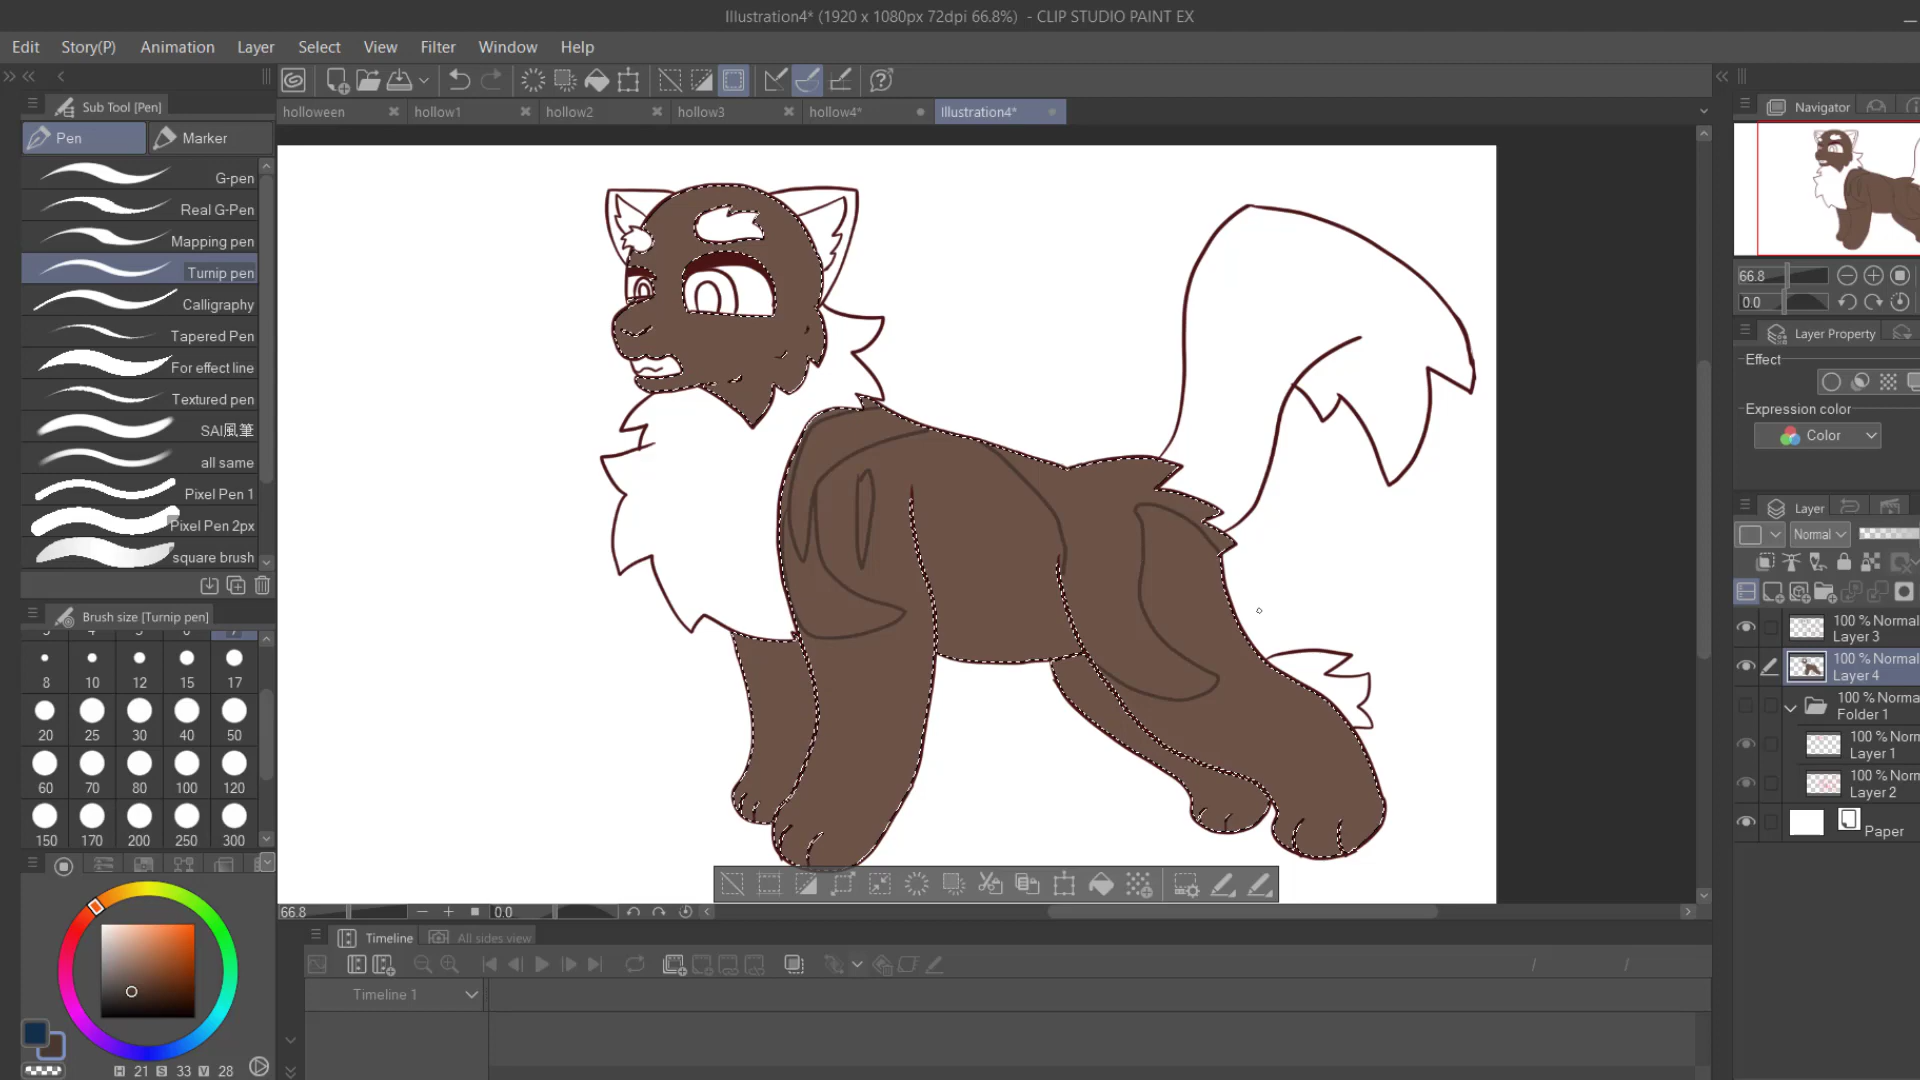 Illustration4* (1920 x 1080px 72dpi 66.8%) - CLIP STUDIO PAINT EX
Edit Story(P) Animation Layer Select View Filter Window Help
Sub Tool [Pen]
Pen Marker
G-pen
Real G-Pen
Mapping pen
Turnip pen
Calligraphy
Tapered Pen
For effect line
Textured pen
SAI風筆
all same
Pixel Pen 1
Pixel Pen 2px
square brush
Brush size [Turnip pen]
8 10 12 15 17
20 25 30 40 50
60 70 80 100 120
150 170 200 250 300
H 21 S 33 V 28
holloween hollow1 hollow2 hollow3 hollow4* Illustration4*
66.8 0.0
Timeline All sides view
Timeline 1
Navigator
66.8
0.0
Layer Property
Effect
Expression color
Color
Layer
Normal
100 % Normal
Layer 3
100 % Normal
Layer 4
100 % Norma
Folder 1
100 % Norm
Layer 1
100 % Norm
Layer 2
Paper